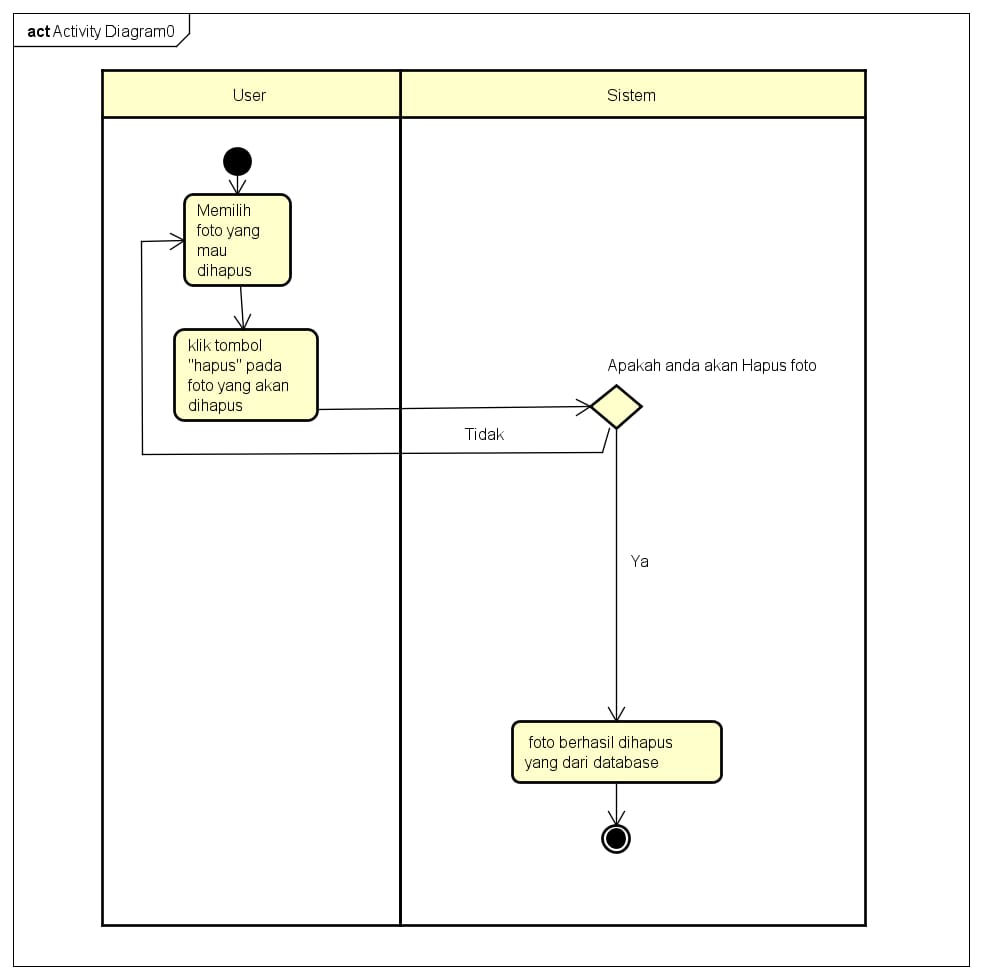 act Activity Diagram0
User
Sistem
Memilih
foto yang
mau
dihapus
klik tombol
"hapus" pada
foto yang akan
dihapus
Apakah anda akan Hapus foto
Tidak
Ya
foto berhasil dihapus
yang dari database